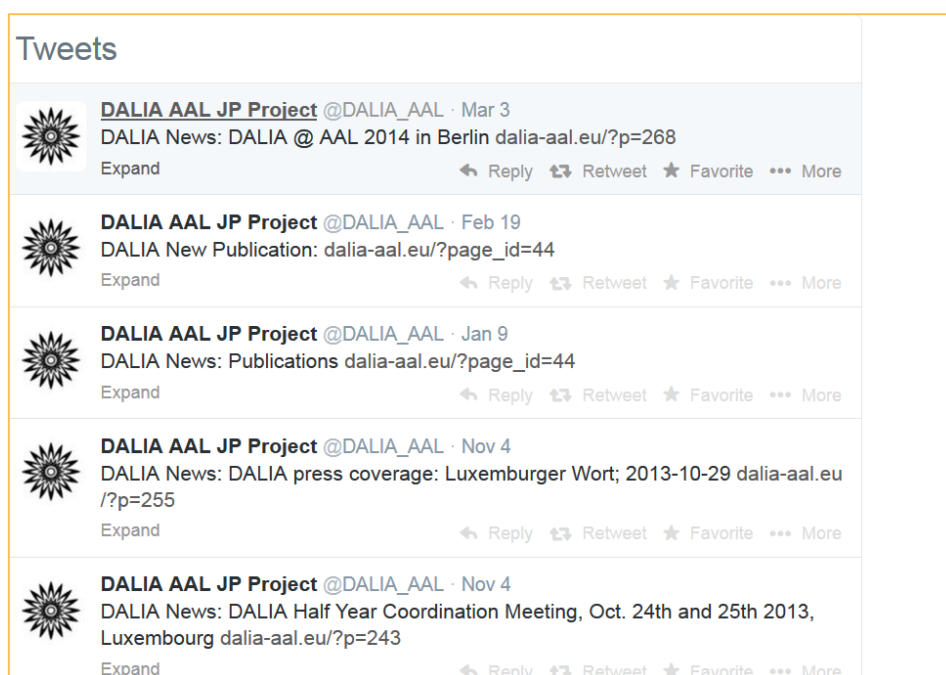 Tweets
DALIA AAL JP Project @DALIA_AAL · Mar 3
DALIA News: DALIA @ AAL 2014 in Berlin dalia-aal.eu/?p=268
Expand Reply Retweet Favorite More
DALIA AAL JP Project @DALIA_AAL · Feb 19
DALIA New Publication: dalia-aal.eu/?page_id=44
Expand Reply Retweet Favorite More
DALIA AAL JP Project @DALIA_AAL · Jan 9
DALIA News: Publications dalia-aal.eu/?page_id=44
Expand Reply Retweet Favorite More
DALIA AAL JP Project @DALIA_AAL · Nov 4
DALIA News: DALIA press coverage: Luxemburger Wort; 2013-10-29 dalia-aal.eu
/?p=255
Expand Reply Retweet Favorite More
DALIA AAL JP Project @DALIA_AAL · Nov 4
DALIA News: DALIA Half Year Coordination Meeting, Oct. 24th and 25th 2013,
Luxembourg dalia-aal.eu/?p=243
Expand Reply Retweet Favorite More